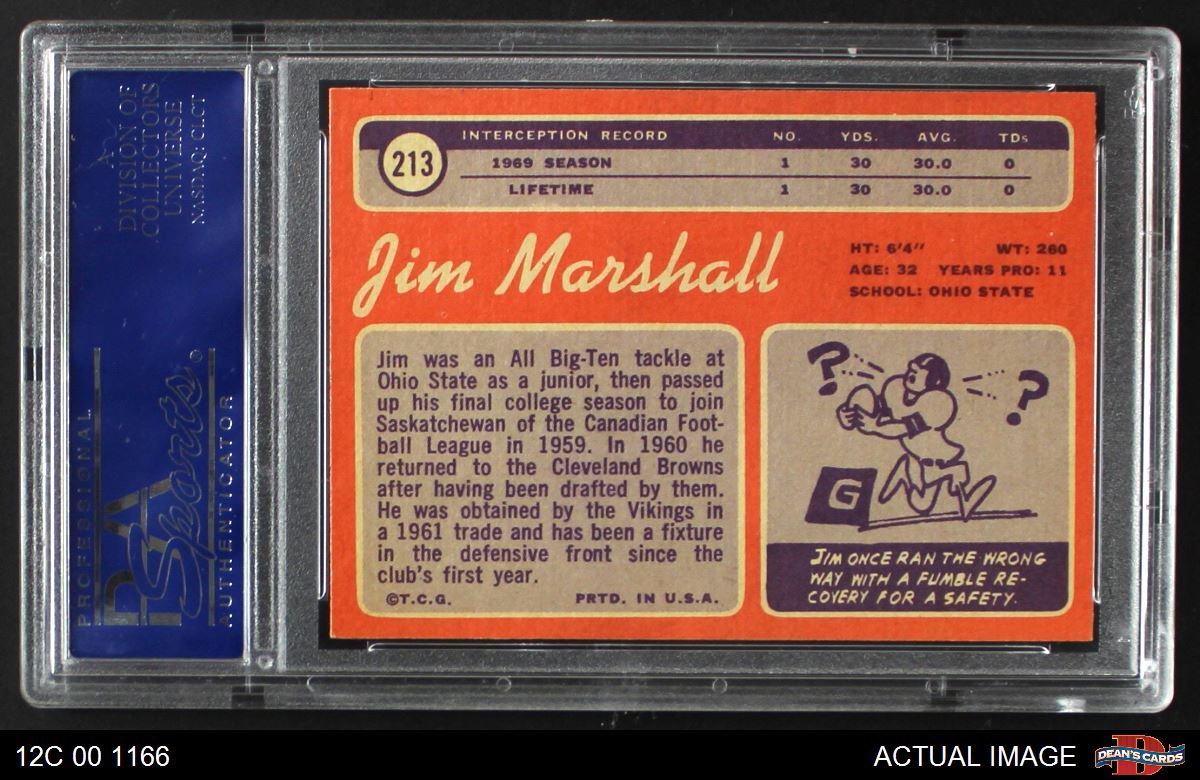 DIVISION OF
COLLECTORS
UNIVERSE
NASDAQ: CLCT
PROFESSIONAL
PSA
Sports
AUTHENTICATOR
213
INTERCEPTION RECORD NO. YDS. AVG. TDs
1969 SEASON 1 30 30.0 0
LIFETIME 1 30 30.0 0
Jim Marshall
HT: 6'4" WT: 260
AGE: 32 YEARS PRO: 11
SCHOOL: OHIO STATE
Jim was an All Big-Ten tackle at
Ohio State as a junior, then passed
up his final college season to join
Saskatchewan of the Canadian Foot-
ball League in 1959. In 1960 he
returned to the Cleveland Browns
after having been drafted by them.
He was obtained by the Vikings in
a 1961 trade and has been a fixture
in the defensive front since the
club's first year.
©T.C.G. PRTD. IN U.S.A.
? ?
G
JIM ONCE RAN THE WRONG
WAY WITH A FUMBLE RE-
COVERY FOR A SAFETY.
12C 00 1166
ACTUAL IMAGE
D
DEAN'S CARDS